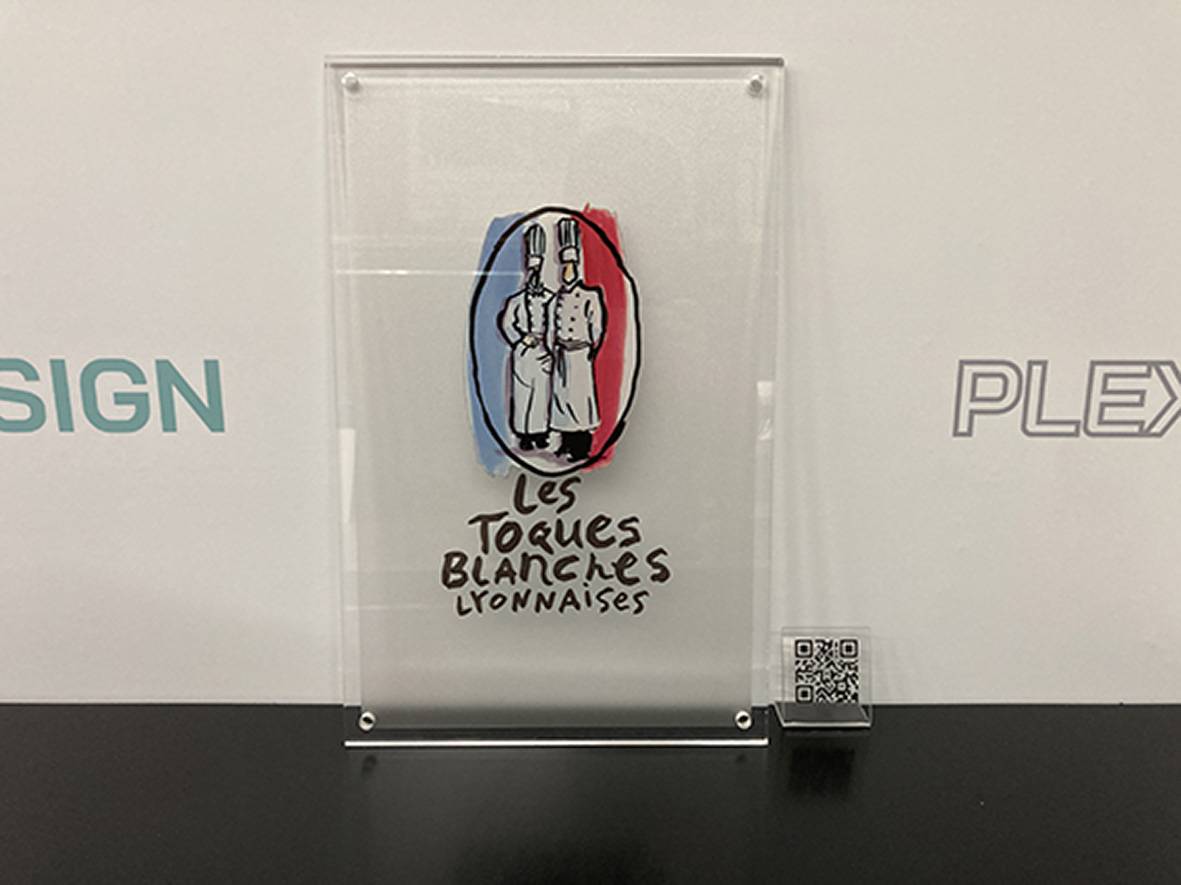 SIGN
PLEX
Les
Toques
Blanches
Lyonnaises